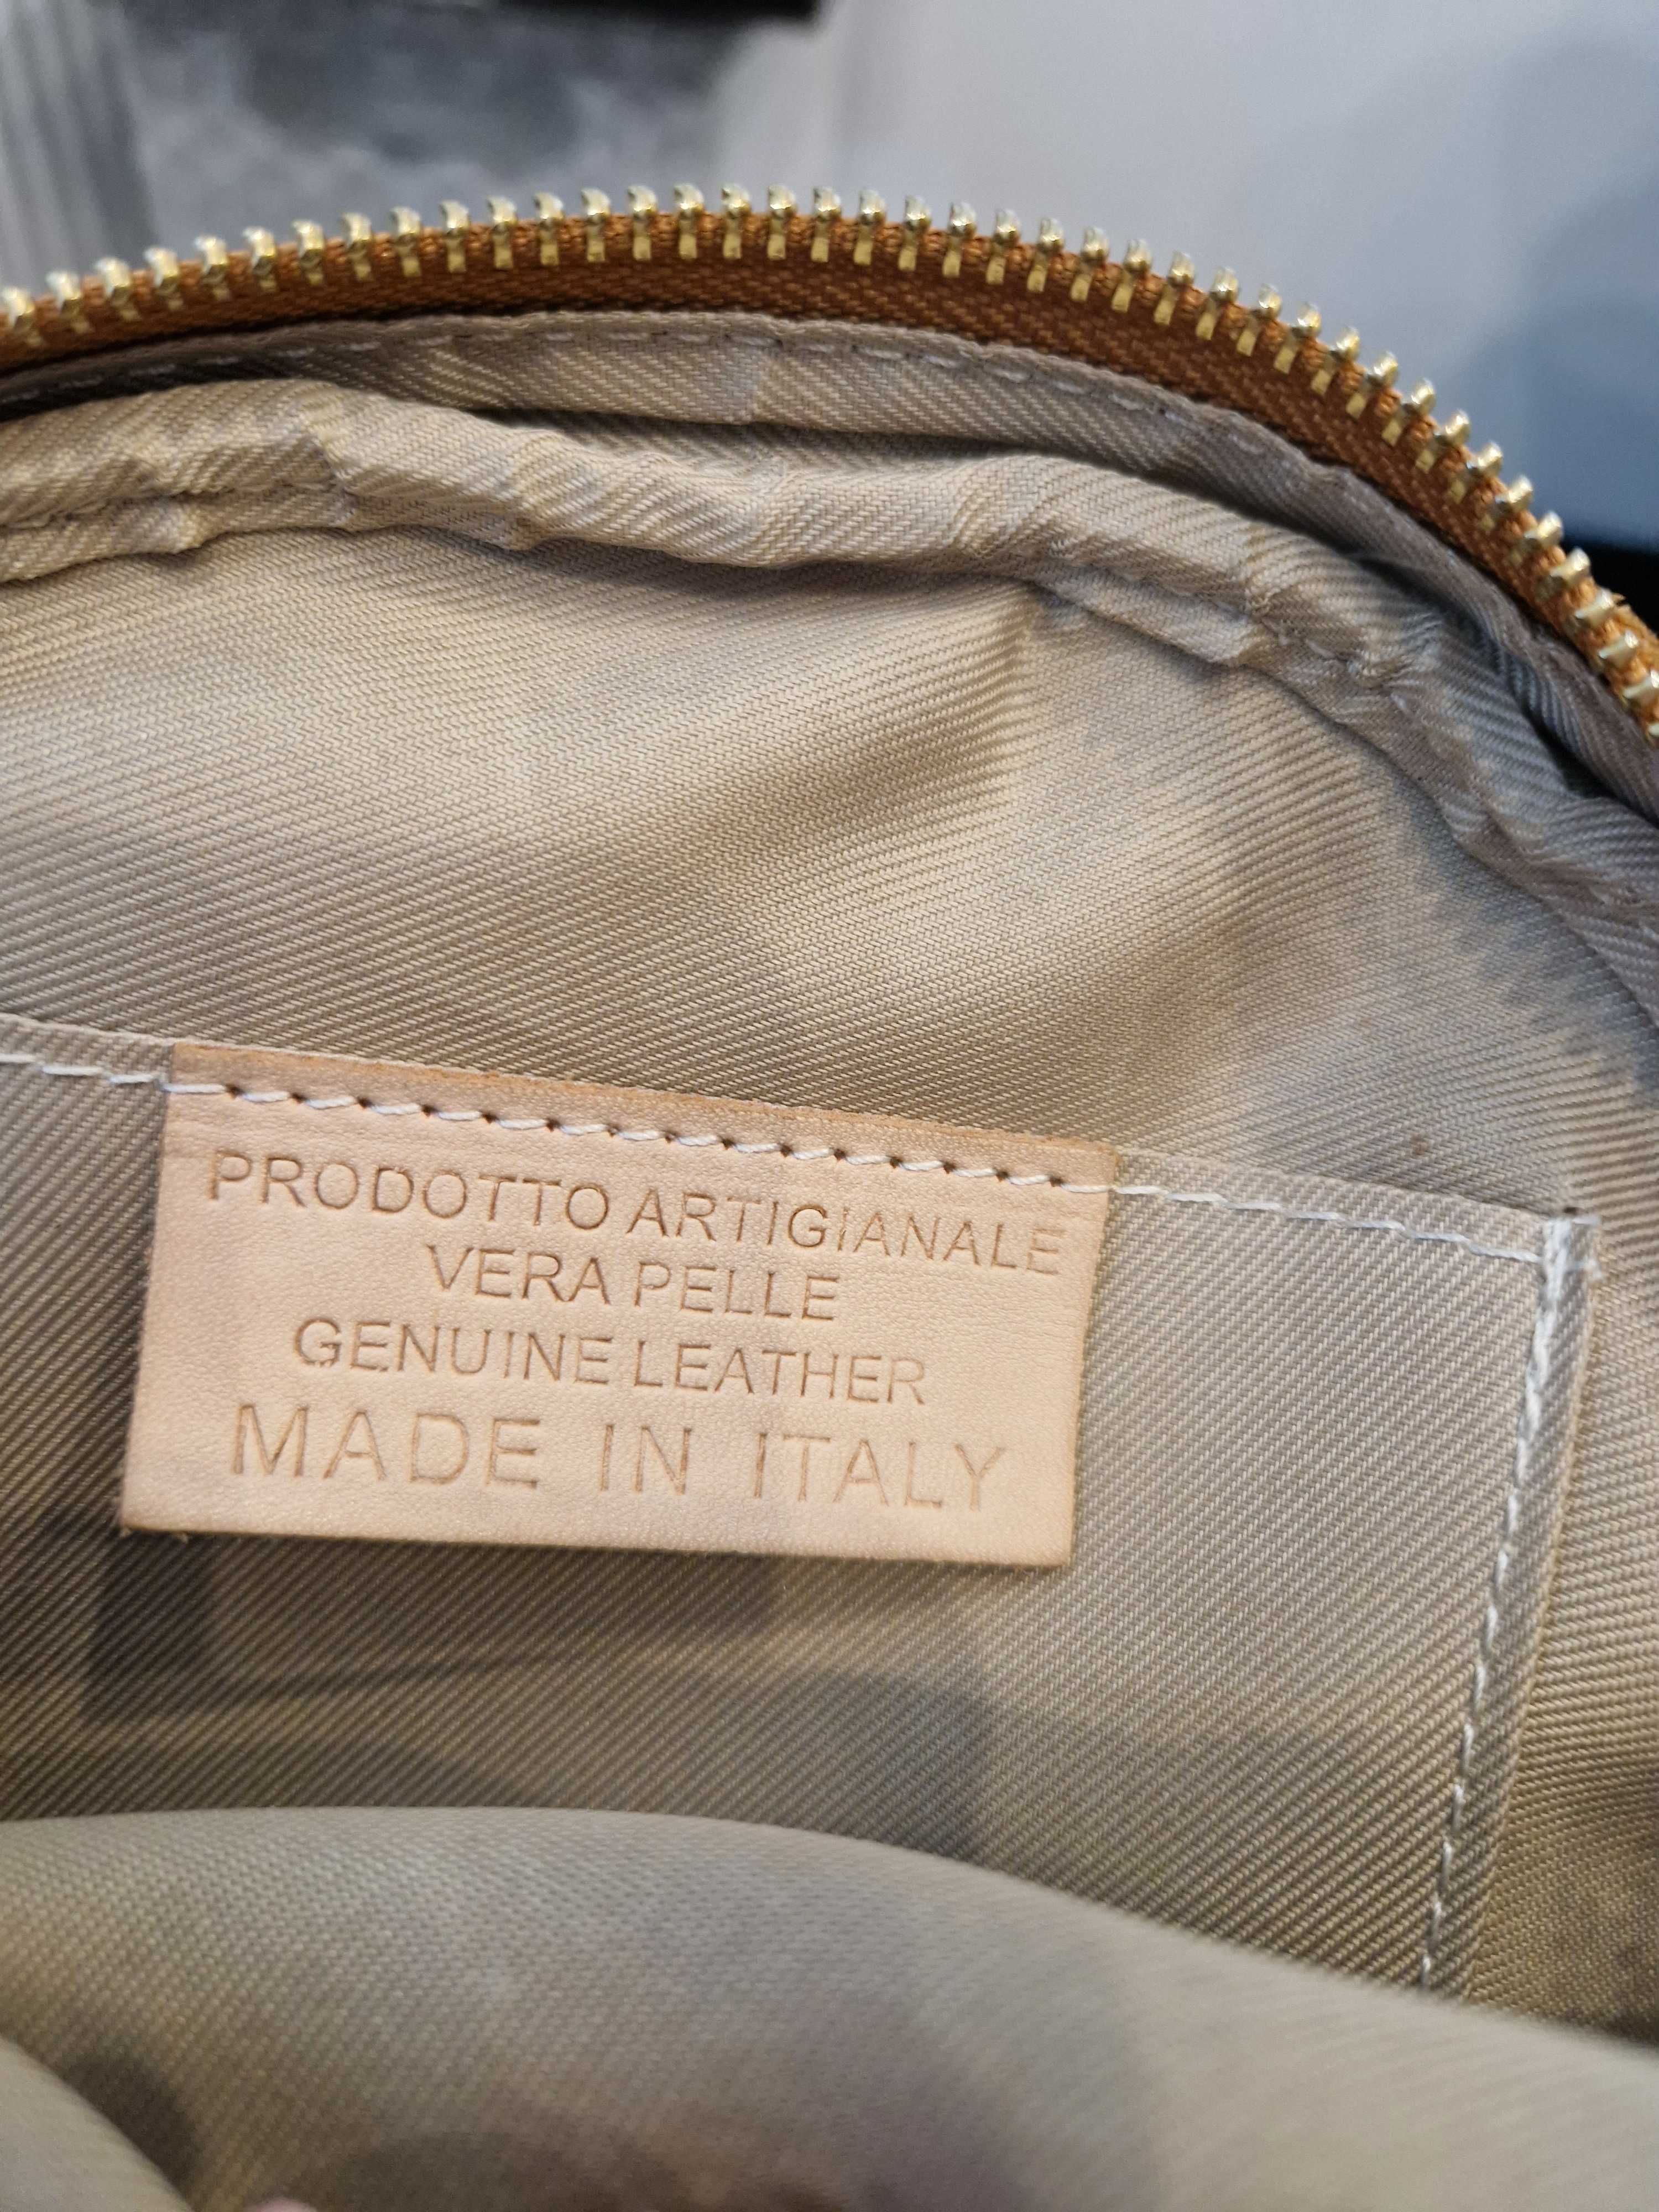 PRODOTTO ARTIGIANALE
VERA PELLE
GENUINE LEATHER
MADE IN ITALY